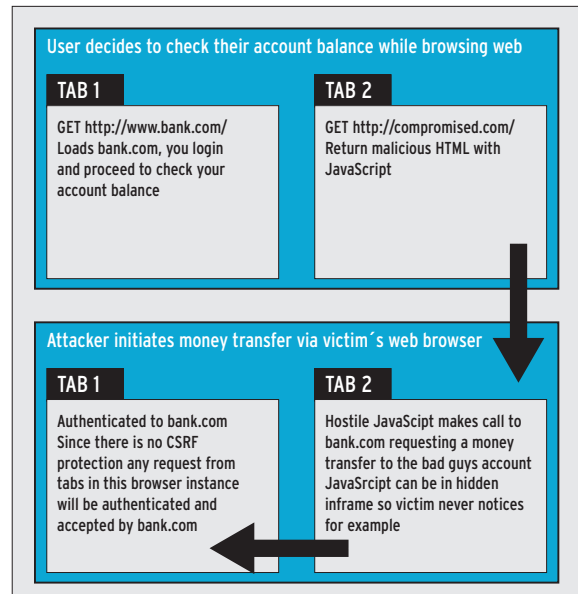 User decides to check their account balance while browsing web
TAB 1
GET http://www.bank.com/
Loads bank.com, you login
and proceed to check your
account balance
TAB 2
GET http://compromised.com/
Return malicious HTML with
JavaScript
Attacker initiates money transfer via victim´s web browser
TAB 1
Authenticated to bank.com
Since there is no CSRF
protection any request from
tabs in this browser instance
will be authenticated and
accepted by bank.com
TAB 2
Hostile JavaScipt makes call to
bank.com requesting a money
transfer to the bad guys account
JavaSrcipt can be in hidden
inframe so victim never notices
for example